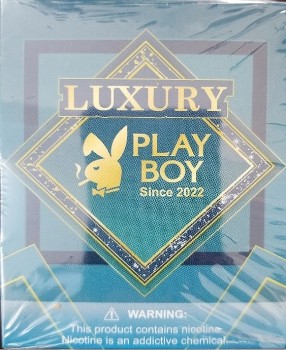 LUXURY
PLAY
BOY
Since 2022
WARNING:
This product contains nicotine.
Nicotine is an addictive chemical.